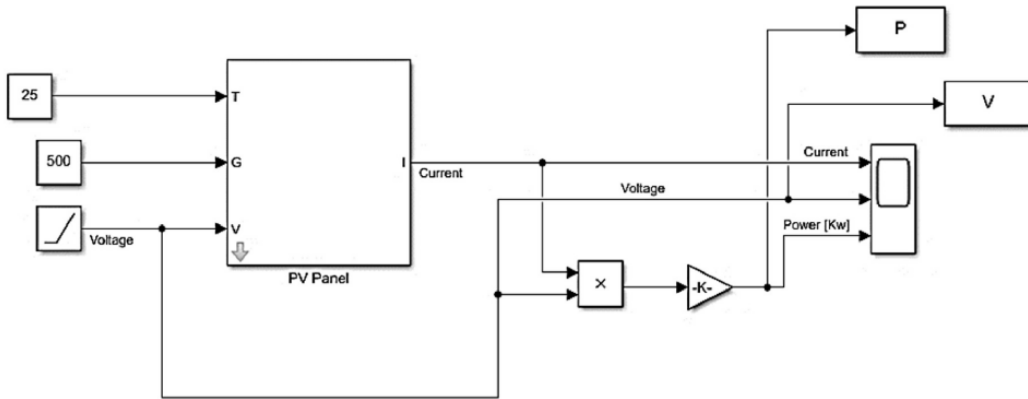 P
25
T
V
500
G
I
Current
Current
Voltage
Voltage
V
Power [Kw]
PV Panel
×
-K-